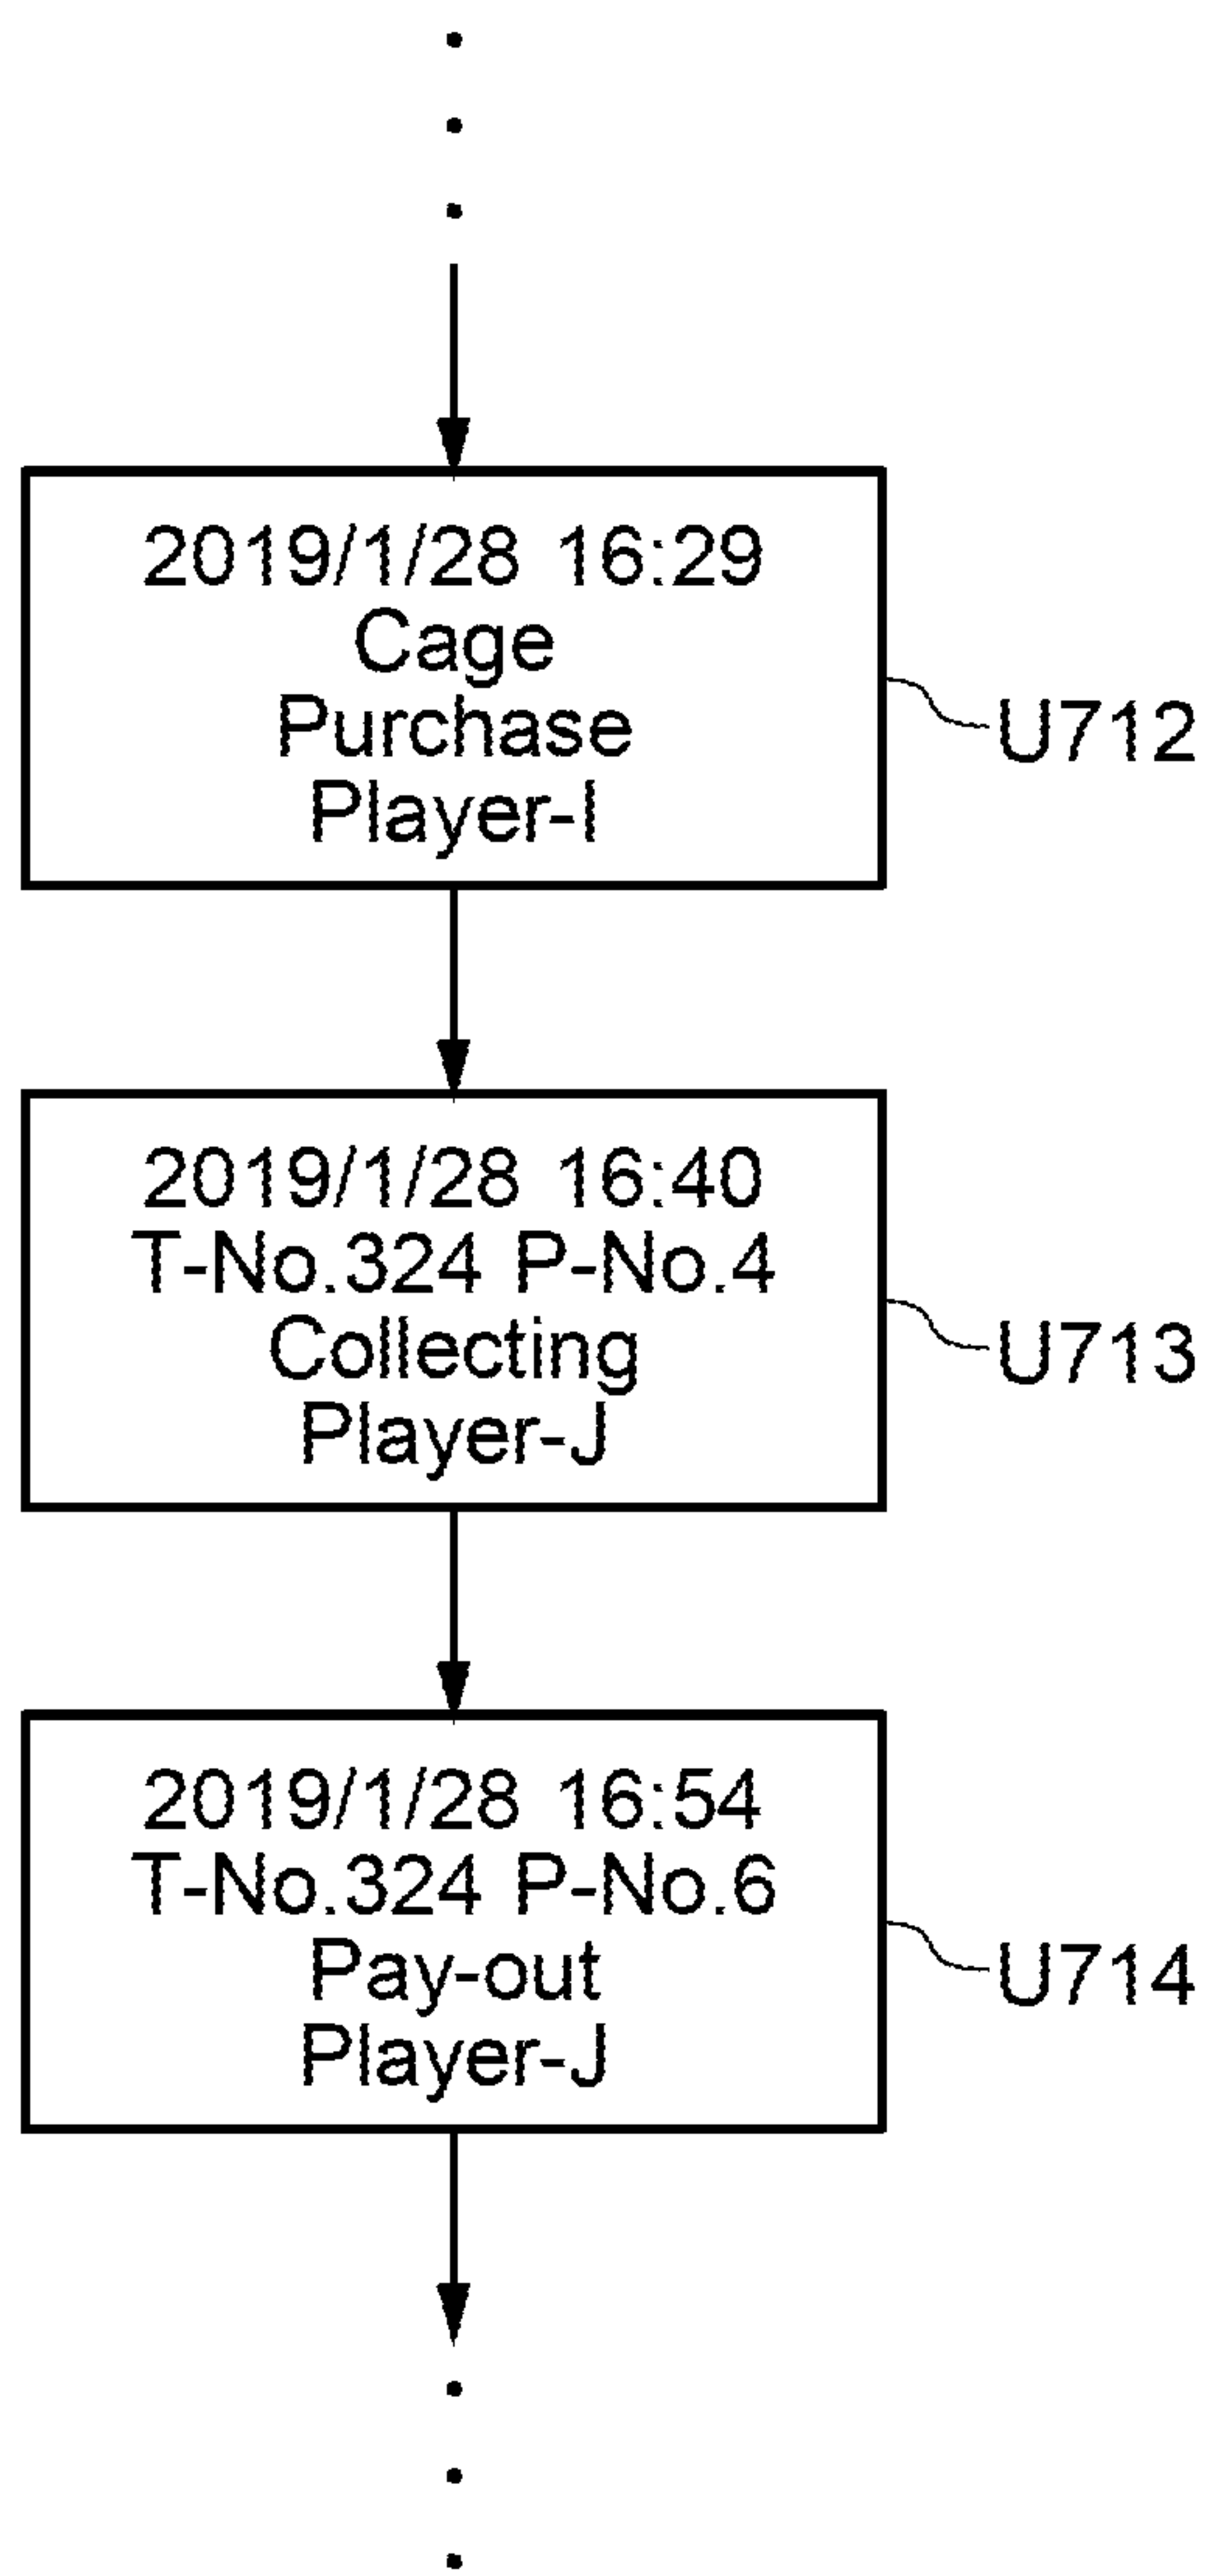 2019/1/28 16:29
Cage
Purchase
Player-I
U712
2019/1/28 16:40
T-No.324 P-No.4
Collecting
Player-J
U713
2019/1/28 16:54
T-No.324 P-No.6
Pay-out
Player-J
U714